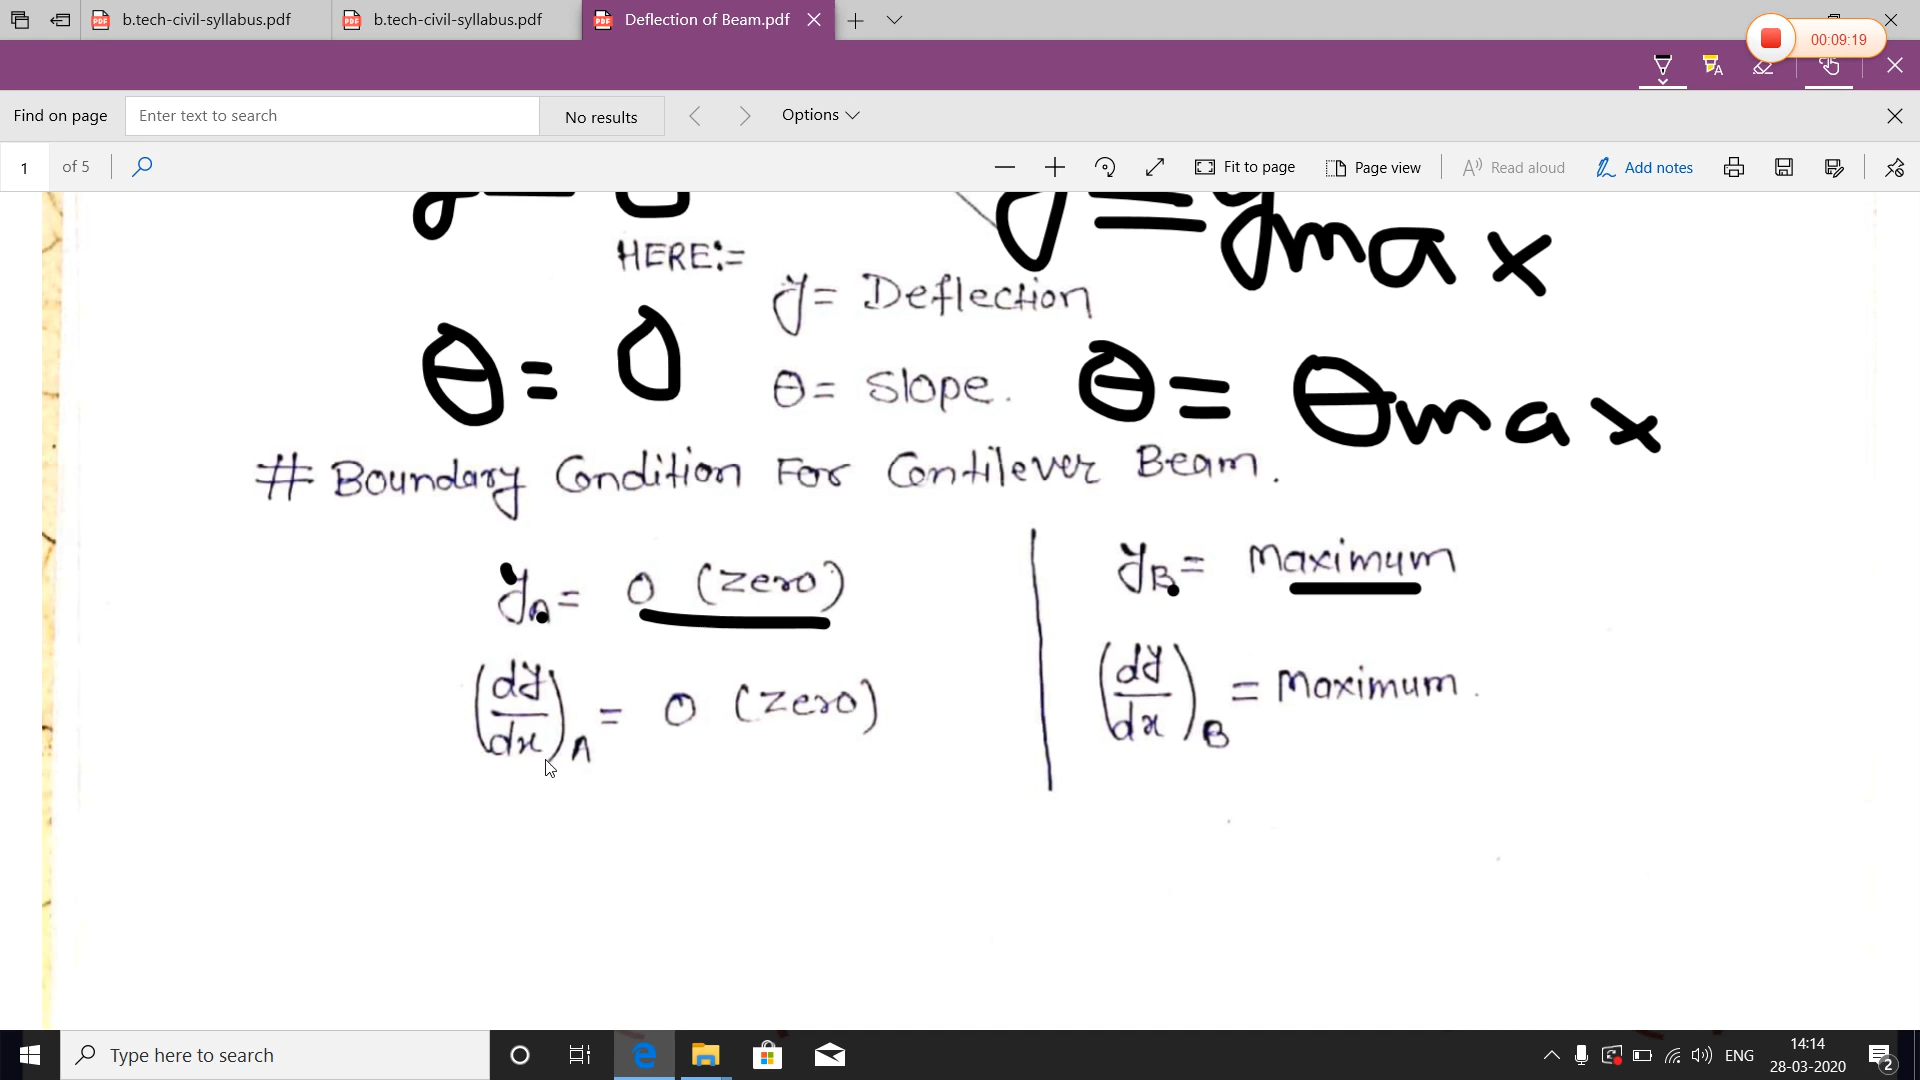 b.tech-civil-syllabus.pdf b.tech-civil-syllabus.pdf Deflection of Beam.pdf
00:09:19
Find on page Enter text to search No results Options
1 of 5 Fit to page Page view Read aloud Add notes
y = ymax
HERE:=
y = Deflection
θ = 0 θ = Slope. θ = θmax
# Boundary Condition For Contilever Beam.
yA = 0 (zero) yB = Maximum
(dy/dx)A = 0 (zero) (dy/dx)B = Maximum.
Type here to search ENG 14:14
28-03-2020 2